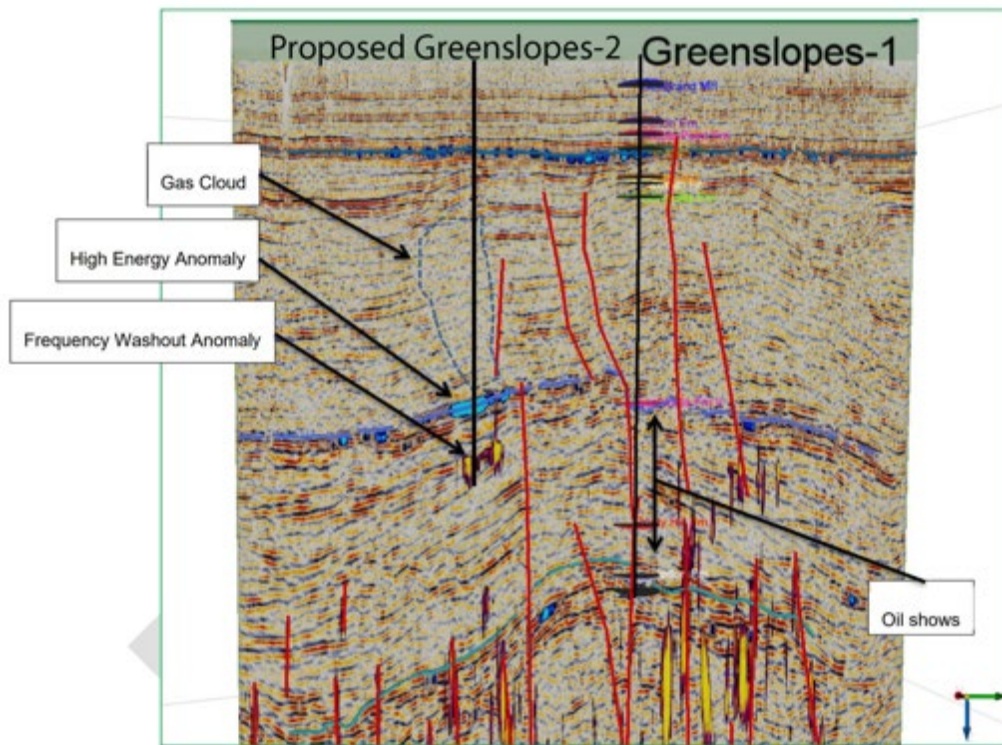 Proposed Greenslopes-2
Greenslopes-1
Gas Cloud
High Energy Anomaly
Frequency Washout Anomaly
Oil shows